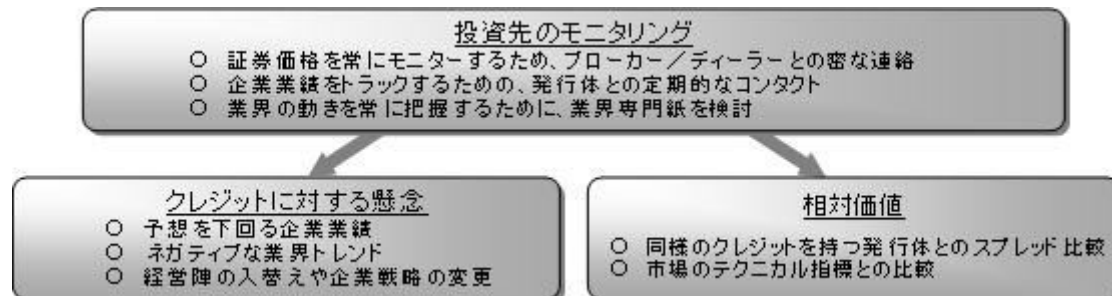 投資先のモニタリング
○ 証券価格を常にモニターするため、ブローカー／ディーラーとの密な連絡
○ 企業業績をトラックするための、発行体との定期的なコンタクト
○ 業界の動きを常に把握するために、業界専門紙を検討
クレジットに対する懸念
○ 予想を下回る企業業績
○ ネガティブな業界トレンド
○ 経営陣の入替えや企業戦略の変更
相対価値
○ 同様のクレジットを持つ発行体とのスプレッド比較
○ 市場のテクニカル指標との比較